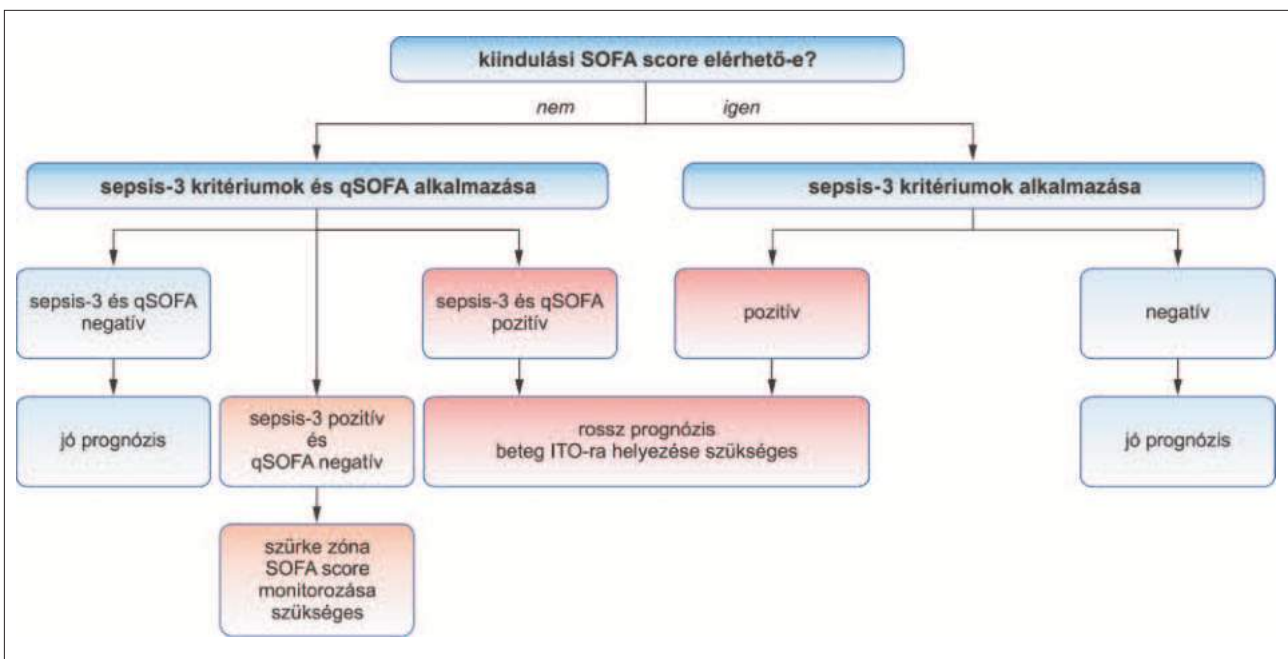 kiindulási SOFA score elérhető-e?
nem
igen
sepsis-3 kritériumok és qSOFA alkalmazása
sepsis-3 kritériumok alkalmazása
sepsis-3 és qSOFA
negatív
sepsis-3 és qSOFA
pozitív
pozitív
negatív
jó prognózis
sepsis-3 pozitív
és
qSOFA negatív
rossz prognózis
beteg ITO-ra helyezése szükséges
jó prognózis
szürke zóna
SOFA score
monitorozása
szükséges